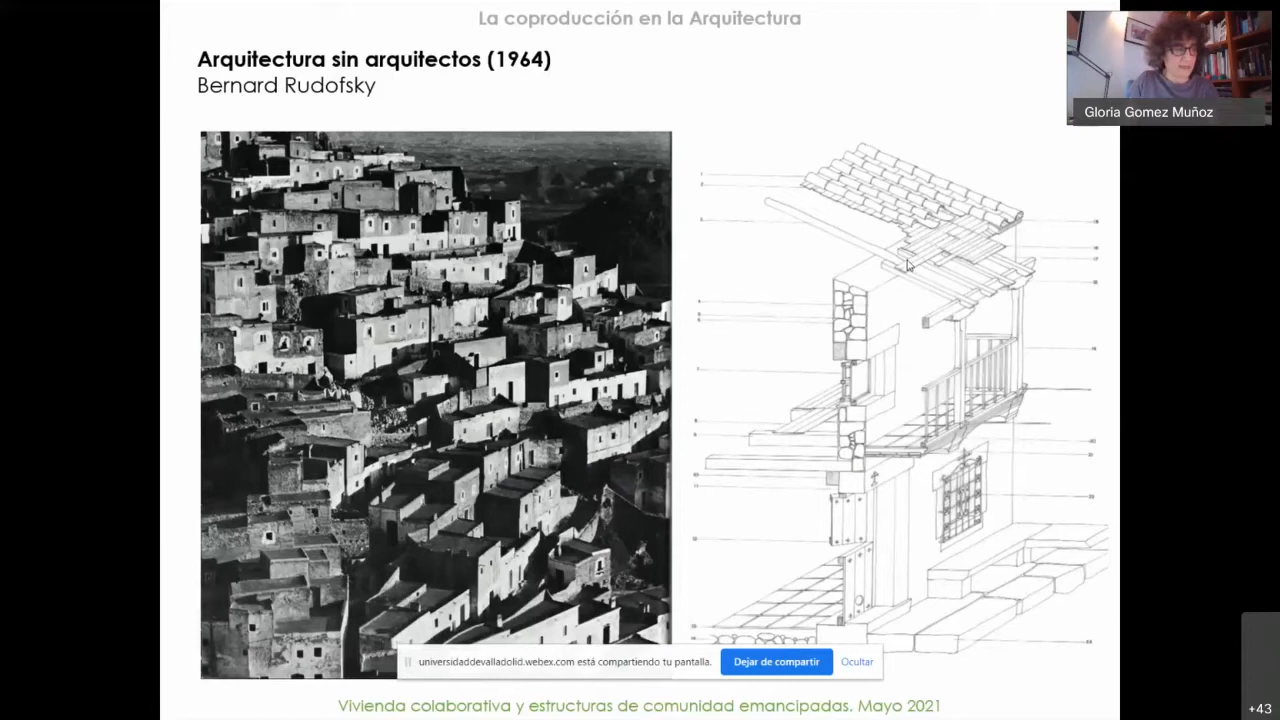 La coproducción en la Arquitectura
Arquitectura sin arquitectos (1964)
Bernard Rudofsky
Gloria Gomez Muñoz
universidaddevalladolid.webex.com está compartiendo tu pantalla.
Dejar de compartir
Ocultar
Vivienda colaborativa y estructuras de comunidad emancipadas. Mayo 2021
+43